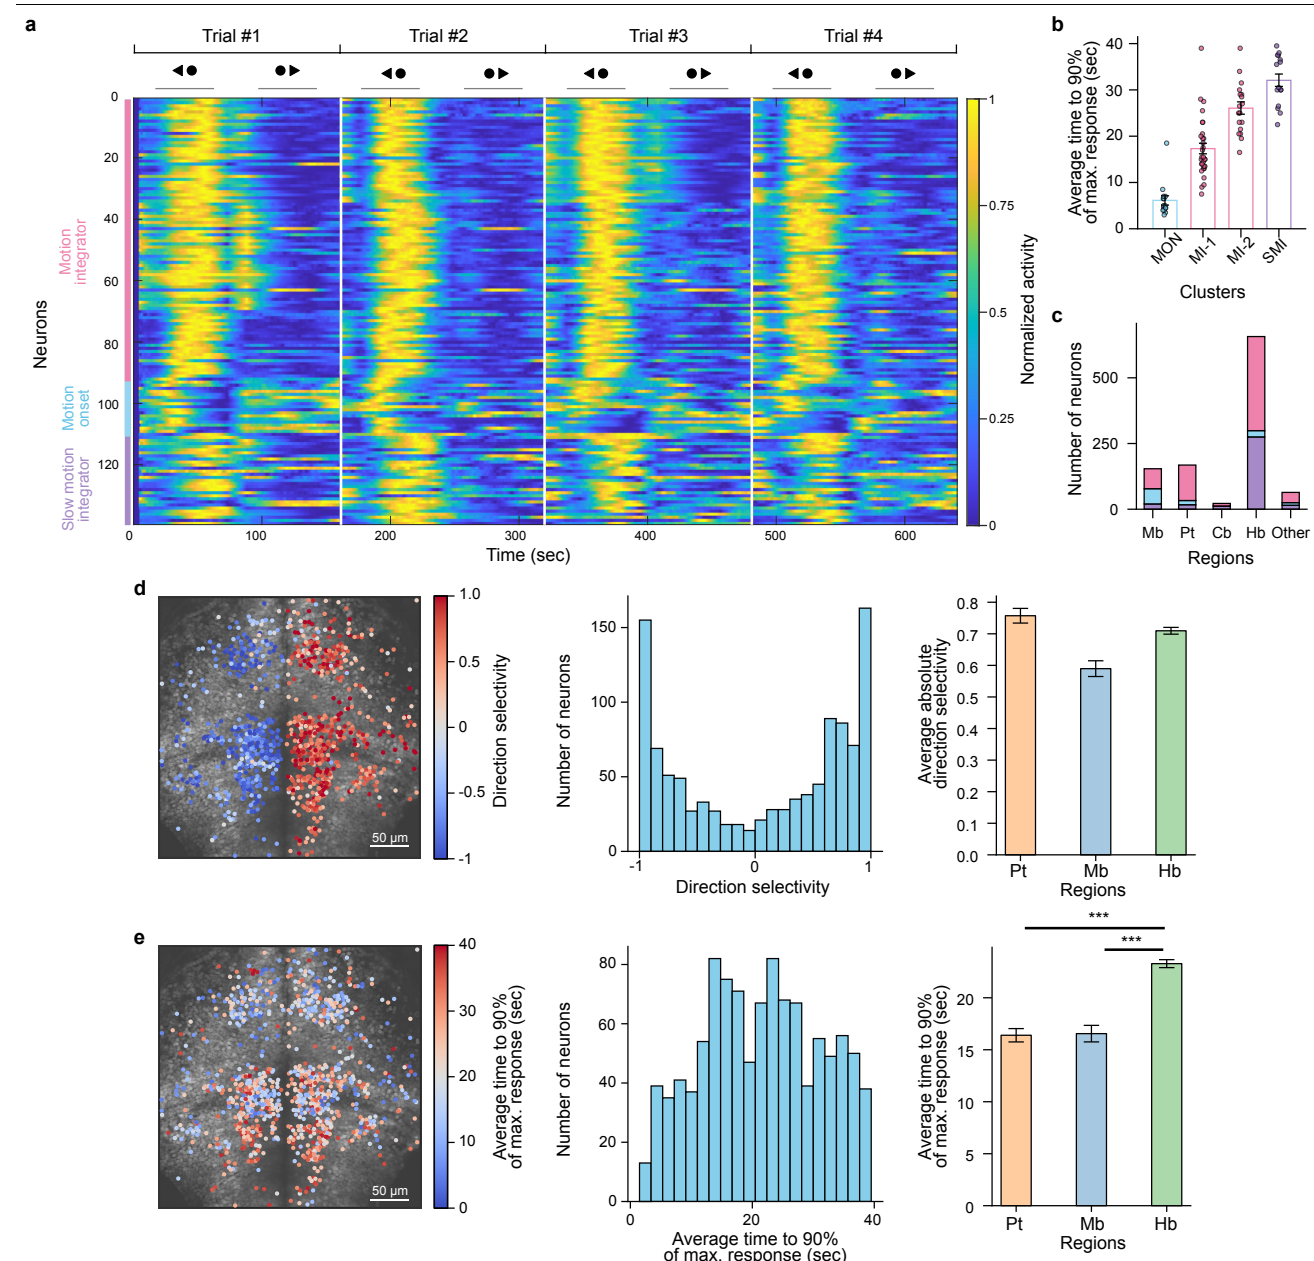 a
Trial #1
Trial #2
Trial #3
Trial #4
Neurons
Motion
integrator
Motion
onset
Slow motion
integrator
0
20
40
60
80
100
120
0
100
200
300
400
500
600
Time (sec)
1
0.75
0.5
0.25
0
Normalized activity
b
Average time to 90%
of max. response (sec)
40
30
20
10
0
MON
MI-1
MI-2
SMI
Clusters
c
Number of neurons
500
250
0
Mb
Pt
Cb
Hb
Other
Regions
d
50 µm
1.0
0.5
0
-0.5
-1
Direction selectivity
Number of neurons
150
100
50
0
-1
0
1
Direction selectivity
Average absolute
direction selectivity
0.8
0.7
0.6
0.5
0.4
0.3
0.2
0.1
0.0
Pt
Mb
Hb
Regions
e
50 µm
40
30
20
10
0
Average time to 90%
of max. response (sec)
Number of neurons
80
60
40
20
0
0
20
40
Average time to 90%
of max. response (sec)
***
***
Average time to 90%
of max. response (sec)
20
15
10
5
0
Pt
Mb
Hb
Regions